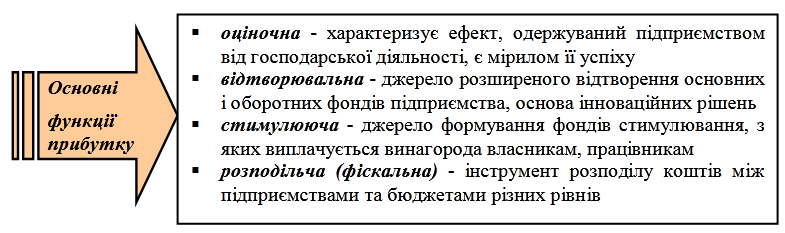 Основні
функції
прибутку
▪ оціночна - характеризує ефект, одержуваний підприємством
від господарської діяльності, є мірилом її успіху
▪ відтворювальна - джерело розширеного відтворення основних
і оборотних фондів підприємства, основа інноваційних рішень
▪ стимулююча - джерело формування фондів стимулювання, з
яких виплачується винагорода власникам, працівникам
▪ розподільча (фіскальна) - інструмент розподілу коштів між
підприємствами та бюджетами різних рівнів